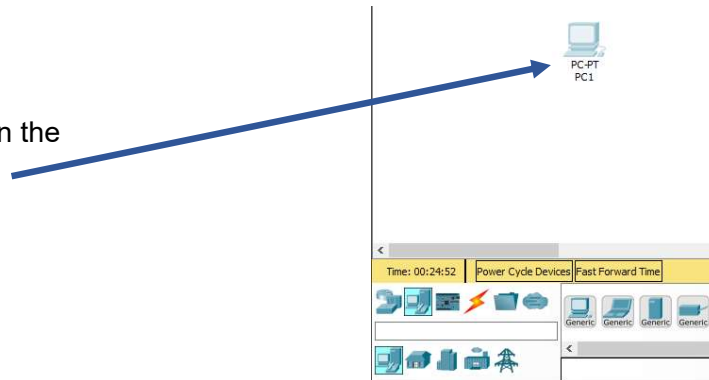 PC-PT
PC1
n the
Time: 00:24:52 Power Cycle Devices Fast Forward Time
Generic Generic Generic Generic